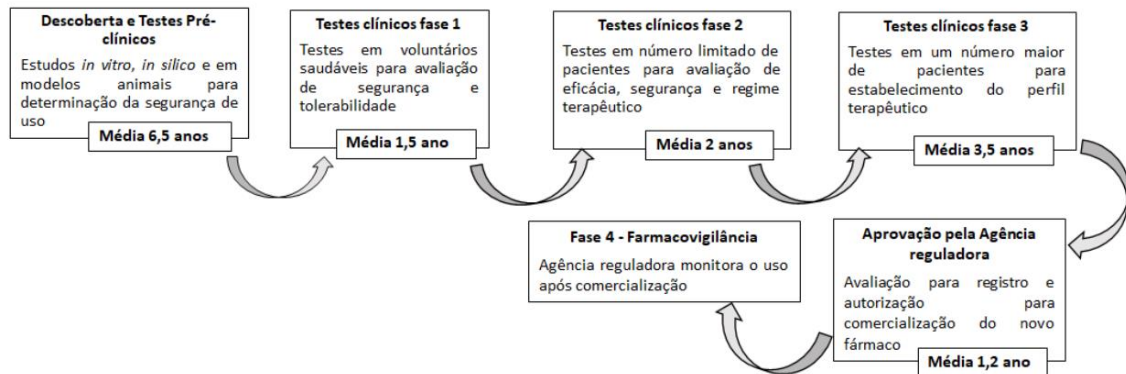 Descoberta e Testes Pré-
clínicos
Estudos in vitro, in silico e em
modelos animais para
determinação da segurança de
uso
Média 6,5 anos
Testes clínicos fase 1
Testes em voluntários
saudáveis para avaliação
de segurança e
tolerabilidade
Média 1,5 ano
Testes clínicos fase 2
Testes em número limitado de
pacientes para avaliação de
eficácia, segurança e regime
terapêutico
Média 2 anos
Testes clínicos fase 3
Testes em um número maior
de pacientes para
estabelecimento do perfil
terapêutico
Média 3,5 anos
Aprovação pela Agência
reguladora
Avaliação para registro e
autorização para
comercialização do novo
fármaco
Média 1,2 ano
Fase 4 - Farmacovigilância
Agência reguladora monitora o uso
após comercialização